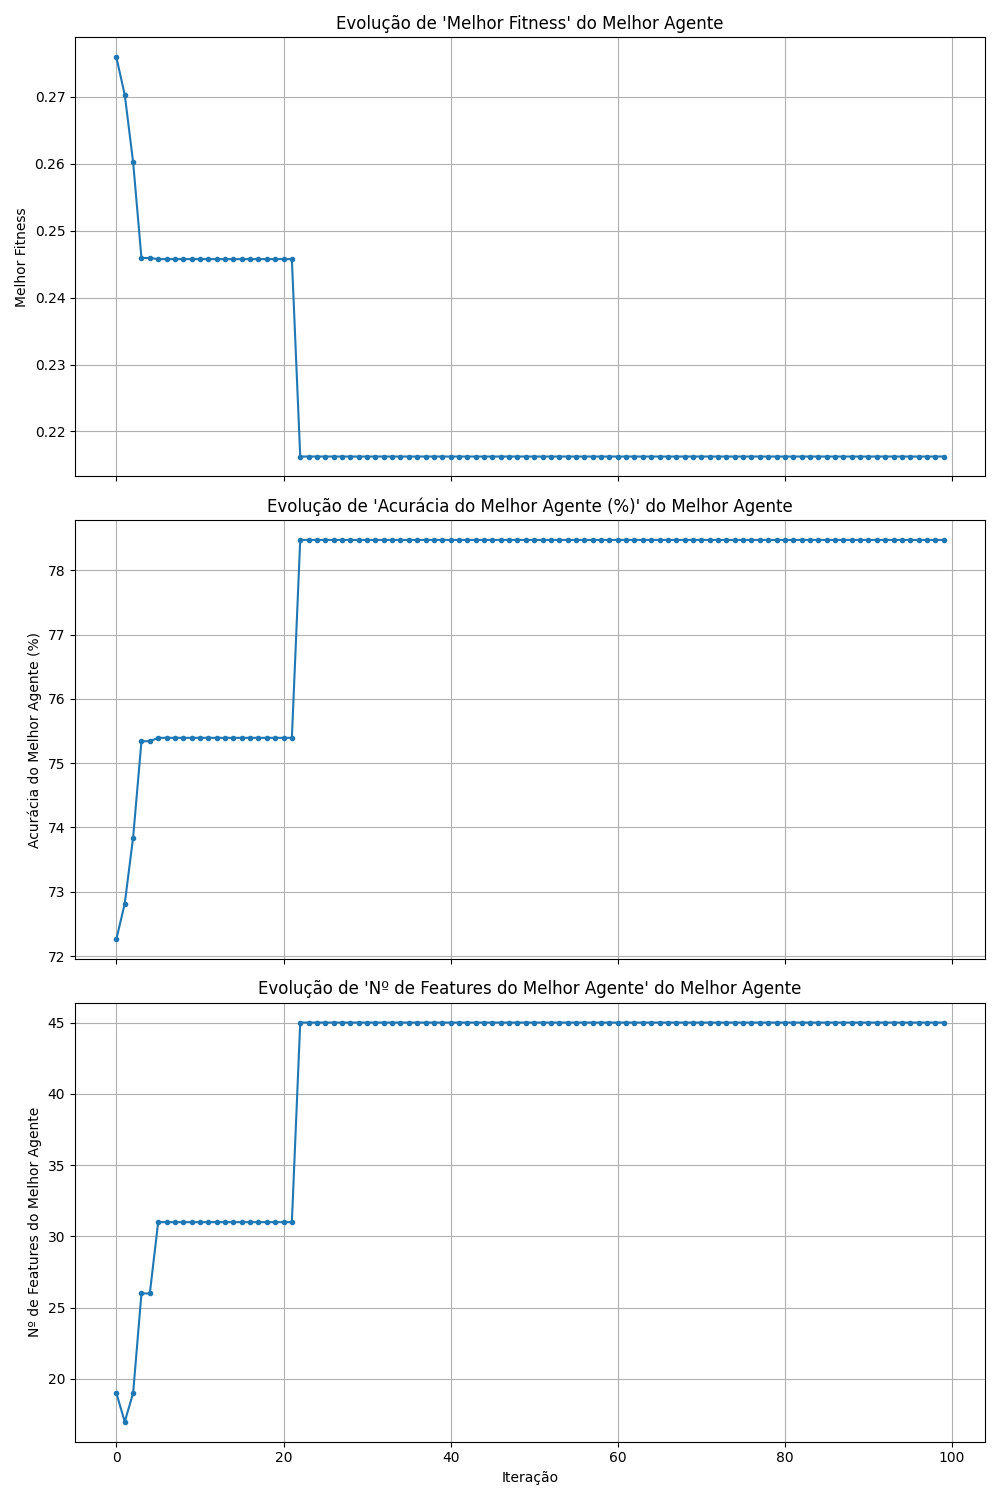 Evolução de 'Melhor Fitness' do Melhor Agente
Melhor Fitness
0.27
0.26
0.25
0.24
0.23
0.22
Evolução de 'Acurácia do Melhor Agente (%)' do Melhor Agente
Acurácia do Melhor Agente (%)
78
77
76
75
74
73
72
Evolução de 'Nº de Features do Melhor Agente' do Melhor Agente
Nº de Features do Melhor Agente
45
40
35
30
25
20
0 20 40 60 80 100
Iteração